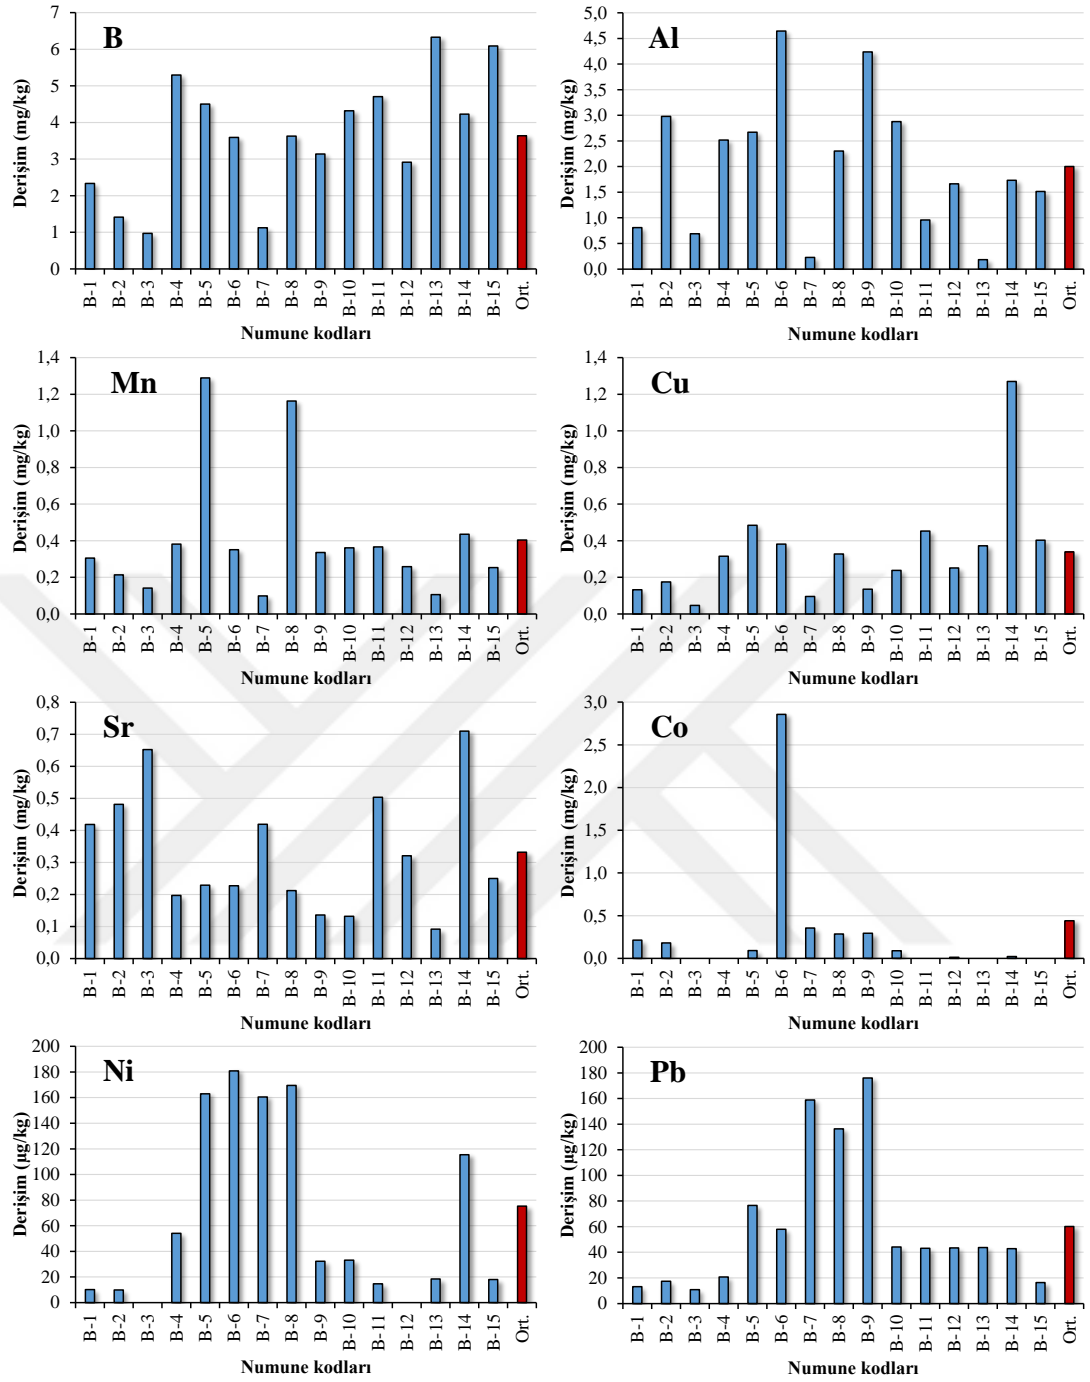 B
Derişim (mg/kg)
7
6
5
4
3
2
1
0
B-1 B-2 B-3 B-4 B-5 B-6 B-7 B-8 B-9 B-10 B-11 B-12 B-13 B-14 B-15 Ort.
Numune kodları
Al
Derişim (mg/kg)
5,0
4,5
4,0
3,5
3,0
2,5
2,0
1,5
1,0
0,5
0,0
B-1 B-2 B-3 B-4 B-5 B-6 B-7 B-8 B-9 B-10 B-11 B-12 B-13 B-14 B-15 Ort.
Numune kodları
Mn
Derişim (mg/kg)
1,4
1,2
1,0
0,8
0,6
0,4
0,2
0,0
B-1 B-2 B-3 B-4 B-5 B-6 B-7 B-8 B-9 B-10 B-11 B-12 B-13 B-14 B-15 Ort.
Numune kodları
Cu
Derişim (mg/kg)
1,4
1,2
1,0
0,8
0,6
0,4
0,2
0,0
B-1 B-2 B-3 B-4 B-5 B-6 B-7 B-8 B-9 B-10 B-11 B-12 B-13 B-14 B-15 Ort.
Numune kodları
Sr
Derişim (mg/kg)
0,8
0,7
0,6
0,5
0,4
0,3
0,2
0,1
0,0
B-1 B-2 B-3 B-4 B-5 B-6 B-7 B-8 B-9 B-10 B-11 B-12 B-13 B-14 B-15 Ort.
Numune kodları
Co
Derişim (mg/kg)
3,0
2,5
2,0
1,5
1,0
0,5
0,0
B-1 B-2 B-3 B-4 B-5 B-6 B-7 B-8 B-9 B-10 B-11 B-12 B-13 B-14 B-15 Ort.
Numune kodları
Ni
Derişim (µg/kg)
200
180
160
140
120
100
80
60
40
20
0
B-1 B-2 B-3 B-4 B-5 B-6 B-7 B-8 B-9 B-10 B-11 B-12 B-13 B-14 B-15 Ort.
Numune kodları
Pb
Derişim (µg/kg)
200
180
160
140
120
100
80
60
40
20
0
B-1 B-2 B-3 B-4 B-5 B-6 B-7 B-8 B-9 B-10 B-11 B-12 B-13 B-14 B-15 Ort.
Numune kodları